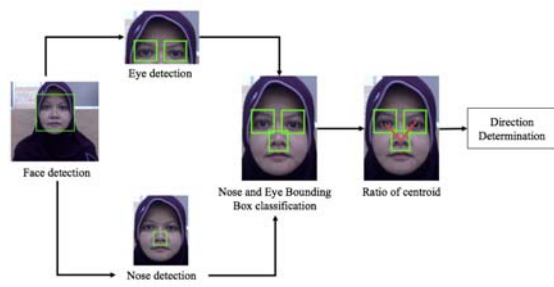 Eye detection
Face detection
Nose detection
Nose and Eye Bounding
Box classification
Ratio of centroid
Direction
Determination